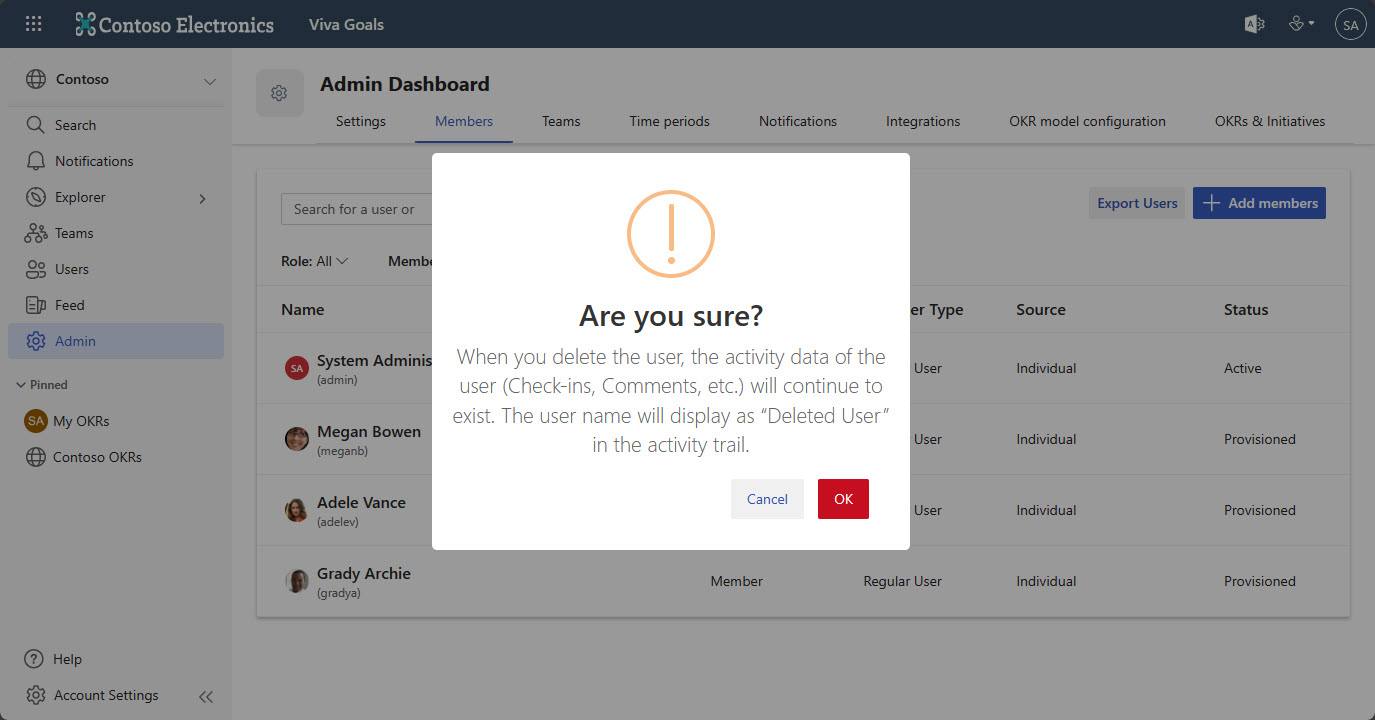 Contoso Electronics
Viva Goals
SA
Contoso
Search
Notifications
Explorer
Teams
Users
Feed
Admin
Pinned
SA My OKRs
Contoso OKRs
Help
Account Settings
Admin Dashboard
Settings Members Teams Time periods Notifications Integrations OKR model configuration OKRs & Initiatives
Search for a user or
Export Users
Add members
Role: All
Membe
Name er Type Source Status
SA System Adminis User Individual Active
(admin)
Megan Bowen User Individual Provisioned
(meganb)
Adele Vance User Individual Provisioned
(adelev)
Grady Archie Member Regular User Individual Provisioned
(gradya)
Are you sure?
When you delete the user, the activity data of the
user (Check-ins, Comments, etc.) will continue to
exist. The user name will display as “Deleted User”
in the activity trail.
Cancel OK